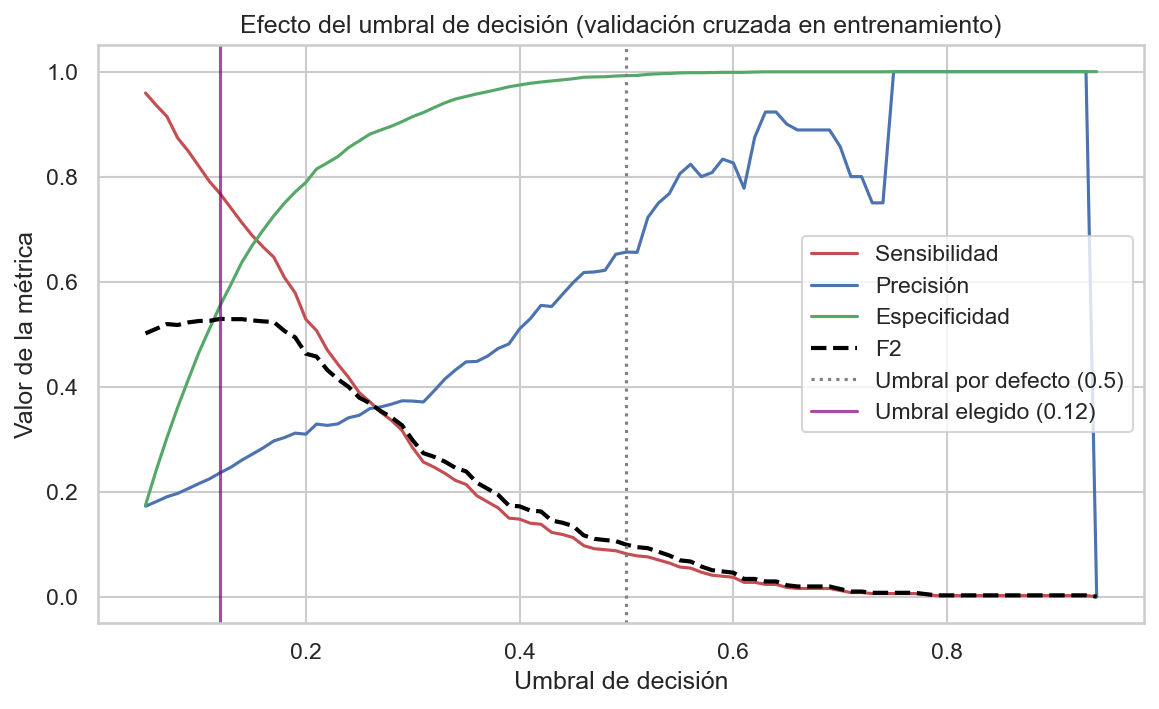 Efecto del umbral de decisión (validación cruzada en entrenamiento)
Valor de la métrica
1.0
0.8
0.6
0.4
0.2
0.0
Sensibilidad
Precisión
Especificidad
F2
Umbral por defecto (0.5)
Umbral elegido (0.12)
0.2
0.4
0.6
0.8
Umbral de decisión